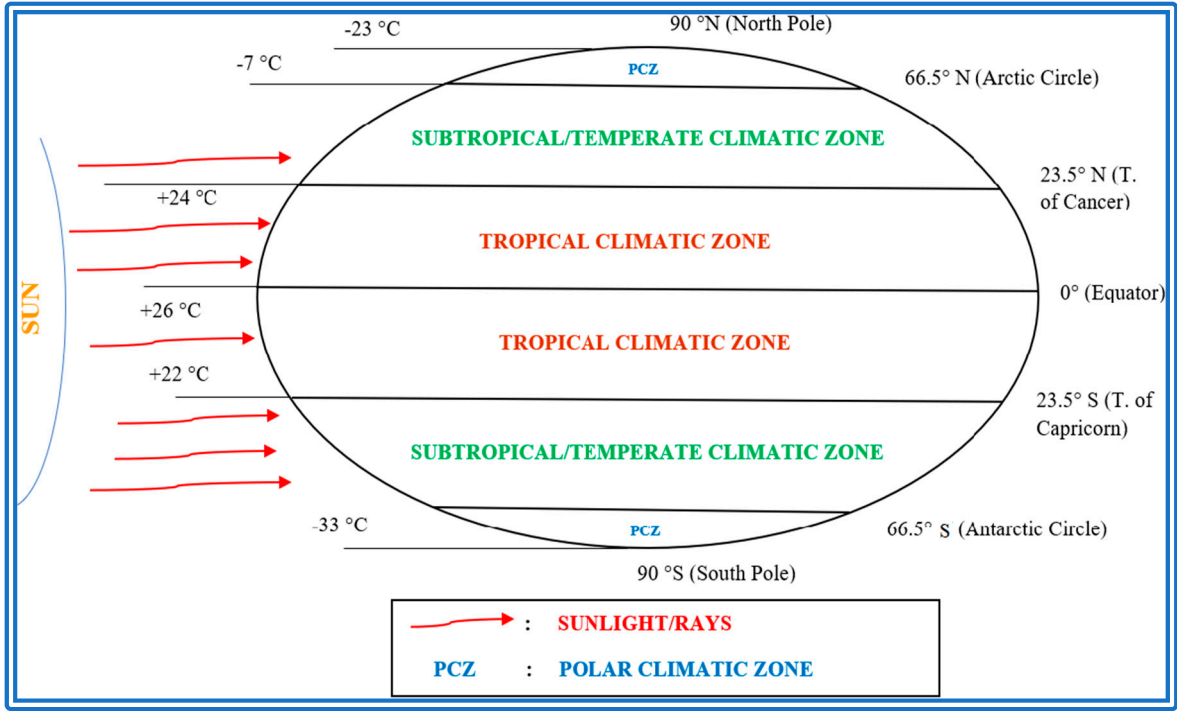 90 °N (North Pole)
-23 °C
-7 °C
PCZ
66.5° N (Arctic Circle)
SUBTROPICAL/TEMPERATE CLIMATIC ZONE
23.5° N (T.
of Cancer)
+24 °C
TROPICAL CLIMATIC ZONE
SUN
0° (Equator)
+26 °C
TROPICAL CLIMATIC ZONE
+22 °C
23.5° S (T. of
Capricorn)
SUBTROPICAL/TEMPERATE CLIMATIC ZONE
-33 °C
PCZ
66.5° S (Antarctic Circle)
90 °S (South Pole)
: SUNLIGHT/RAYS
PCZ : POLAR CLIMATIC ZONE